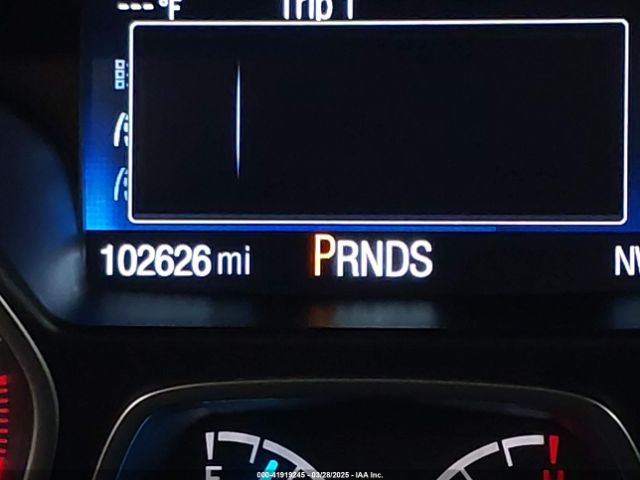 ---°F Trip 1
102626 mi PRNDS
E H
000-41919245 - 03/28/2025 - IAA Inc.